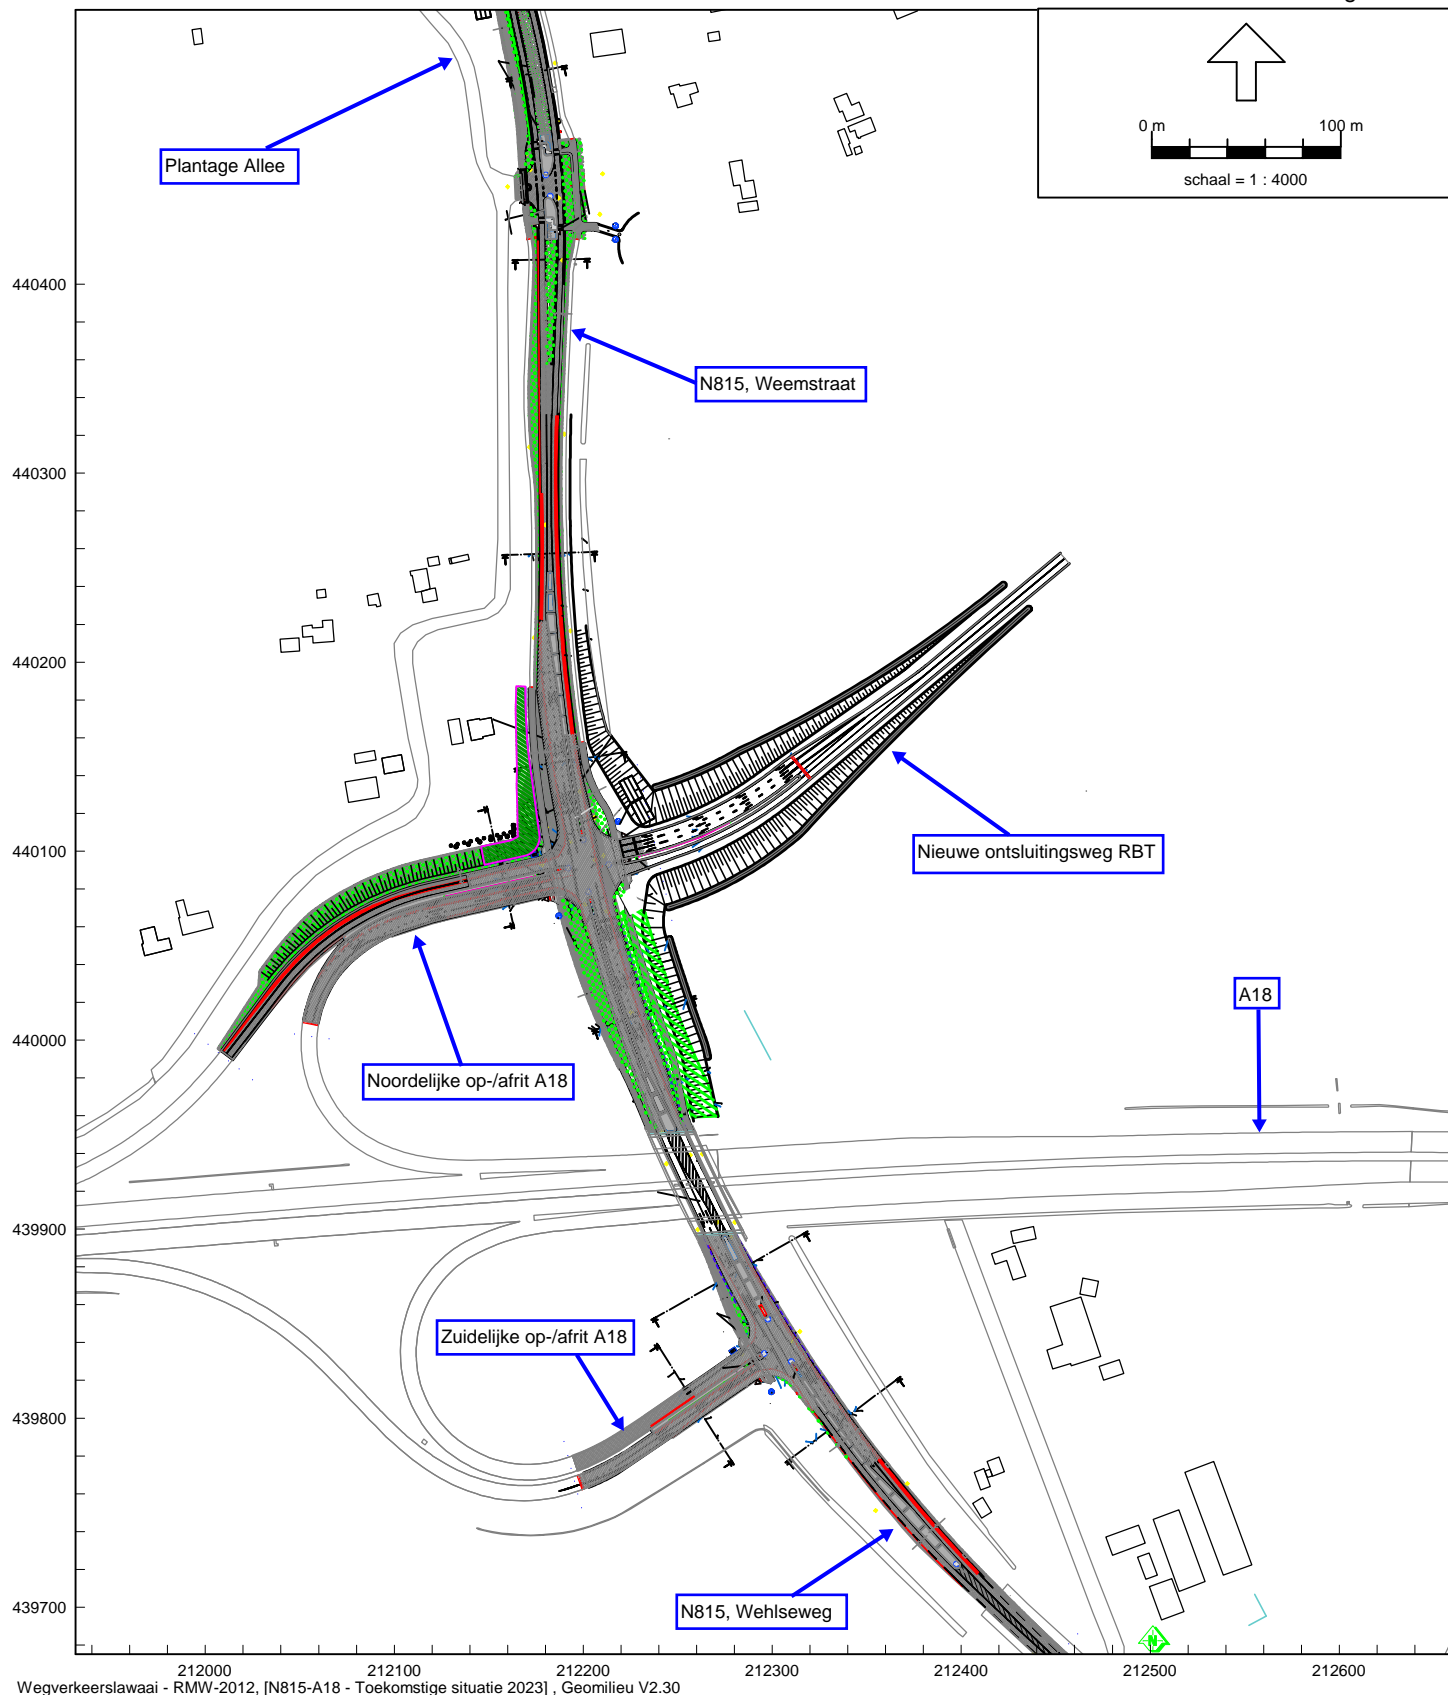 0 m
100 m
schaal = 1 : 4000
Plantage Allee
440400
N815, Weemstraat
440300
440200
440100
Nieuwe ontsluitingsweg RBT
A18
440000
Noordelijke op-/afrit A18
439900
Zuidelijke op-/afrit A18
439800
N815, Wehlseweg
439700
N
212000
212100
212200
212300
212400
212500
212600
Wegverkeerslawaai - RMW-2012, [N815-A18 - Toekomstige situatie 2023] , Geomilieu V2.30